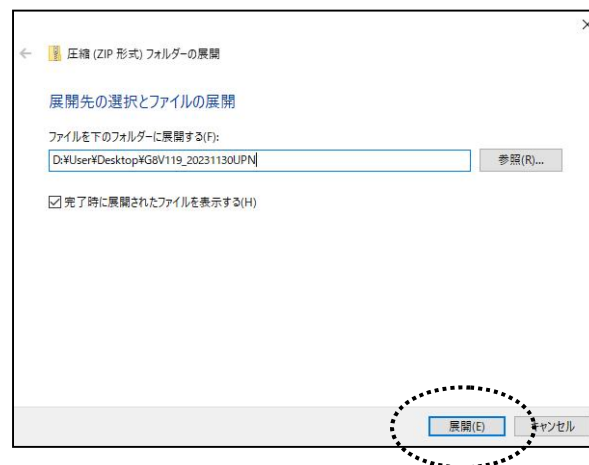 圧縮 (ZIP 形式) フォルダーの展開
展開先の選択とファイルの展開
ファイルを下のフォルダーに展開する(F):
D:¥User¥Desktop¥G8V119_20231130UPN
参照(R)...
完了時に展開されたファイルを表示する(H)
展開(E)
キャンセル